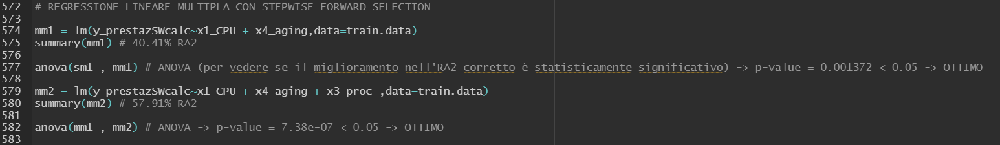 572 # REGRESSIONE LINEARE MULTIPLA CON STEPWISE FORWARD SELECTION
573
574 mm1 = lm(y_prestazSWcalc~x1_CPU + x4_aging,data=train.data)
575 summary(mm1) # 40.41% R^2
576
577 anova(sm1 , mm1) # ANOVA (per vedere se il miglioramento nell'R^2 corretto è statisticamente significativo) -> p-value = 0.001372 < 0.05 -> OTTIMO
578
579 mm2 = lm(y_prestazSWcalc~x1_CPU + x4_aging + x3_proc ,data=train.data)
580 summary(mm2) # 57.91% R^2
581
582 anova(mm1 , mm2) # ANOVA -> p-value = 7.38e-07 < 0.05 -> OTTIMO
583